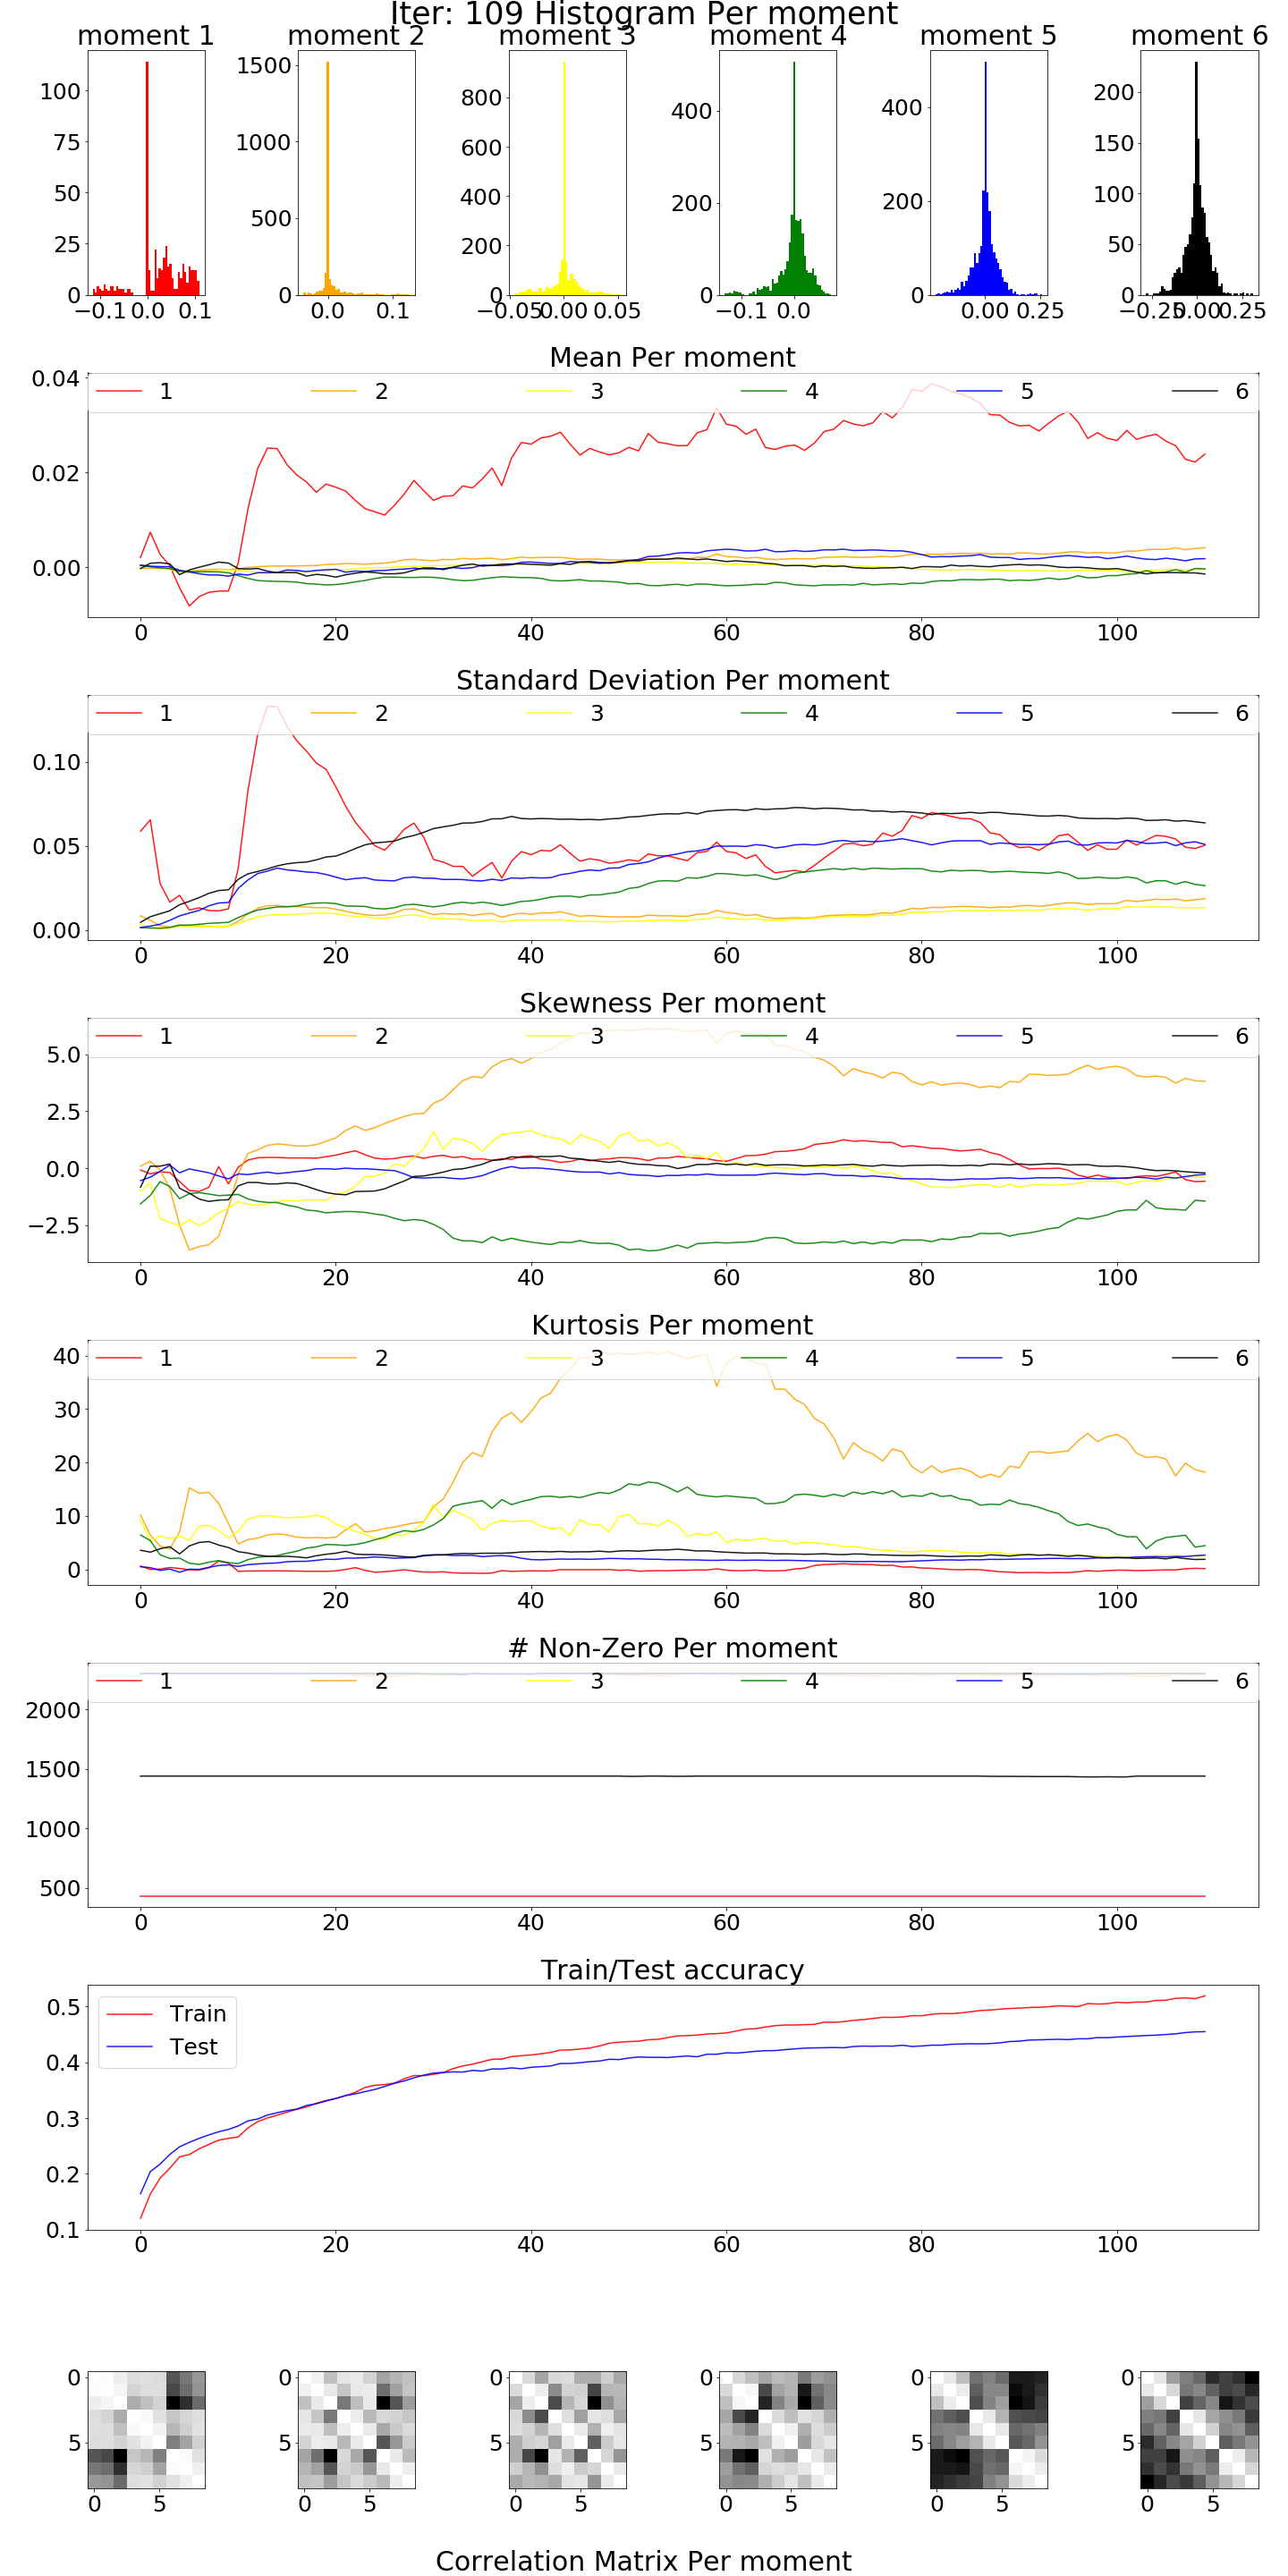 Iter: 109 Histogram Per moment
moment 1 moment 2 moment 3 moment 4 moment 5 moment 6
100 75 50 25 0
−0.1 0.0 0.1
1500 1000 500 0
0.0 0.1
800 600 400 200 0
−0.05 0.00 0.05
400 200 0
−0.1 0.0
400 200 0
0.00 0.25
200 150 100 50 0
−0.25 0.00 0.25
Mean Per moment
1 2 3 4 5 6
0.04
0.02
0.00
0 20 40 60 80 100
Standard Deviation Per moment
1 2 3 4 5 6
0.10
0.05
0.00
0 20 40 60 80 100
Skewness Per moment
1 2 3 4 5 6
5.0
2.5
0.0
−2.5
0 20 40 60 80 100
Kurtosis Per moment
1 2 3 4 5 6
40
30
20
10
0
0 20 40 60 80 100
# Non-Zero Per moment
1 2 3 4 5 6
2000
1500
1000
500
0 20 40 60 80 100
Train/Test accuracy
Train
Test
0.5
0.4
0.3
0.2
0.1
0 20 40 60 80 100
0 0 0 0 0 0
5 5 5 5 5 5
0 5 0 5 0 5 0 5 0 5 0 5
Correlation Matrix Per moment